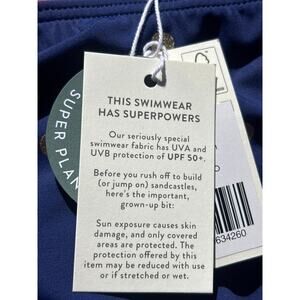 THIS SWIMWEAR
HAS SUPERPOWERS
Our seriously special
swimwear fabric has UVA and
UVB protection of UPF 50+.
Before you rush off to build
(or jump on) sandcastles,
here's the important,
grown-up bit:
Sun exposure causes skin
damage, and only covered
areas are protected. The
protection offered by this
item may be reduced with use
or if stretched or wet.
SUPER
634260